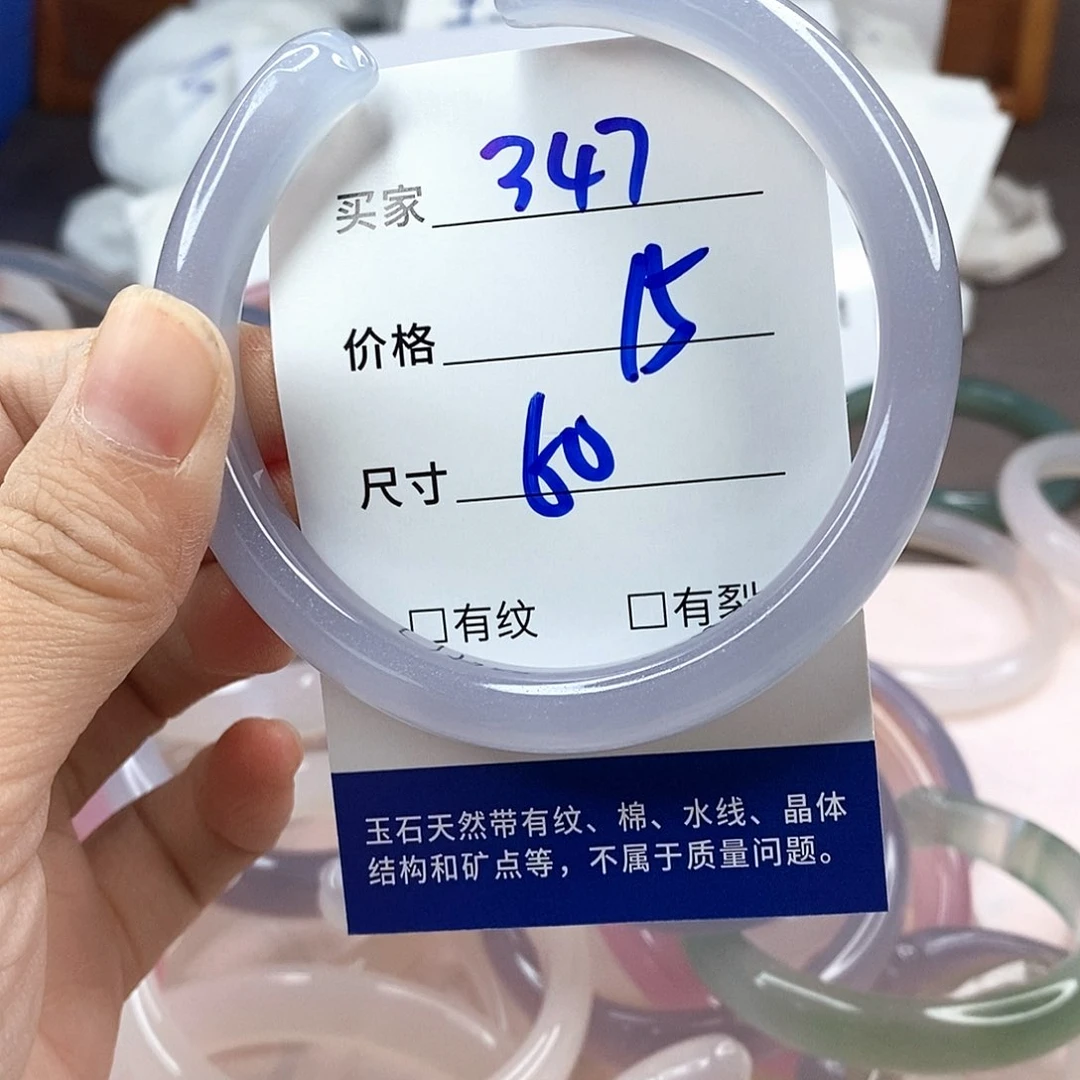 买家 347
价格 15
尺寸 60
□有纹 □有裂
玉石天然带有纹、棉、水线、晶体
结构和矿点等，不属于质量问题。